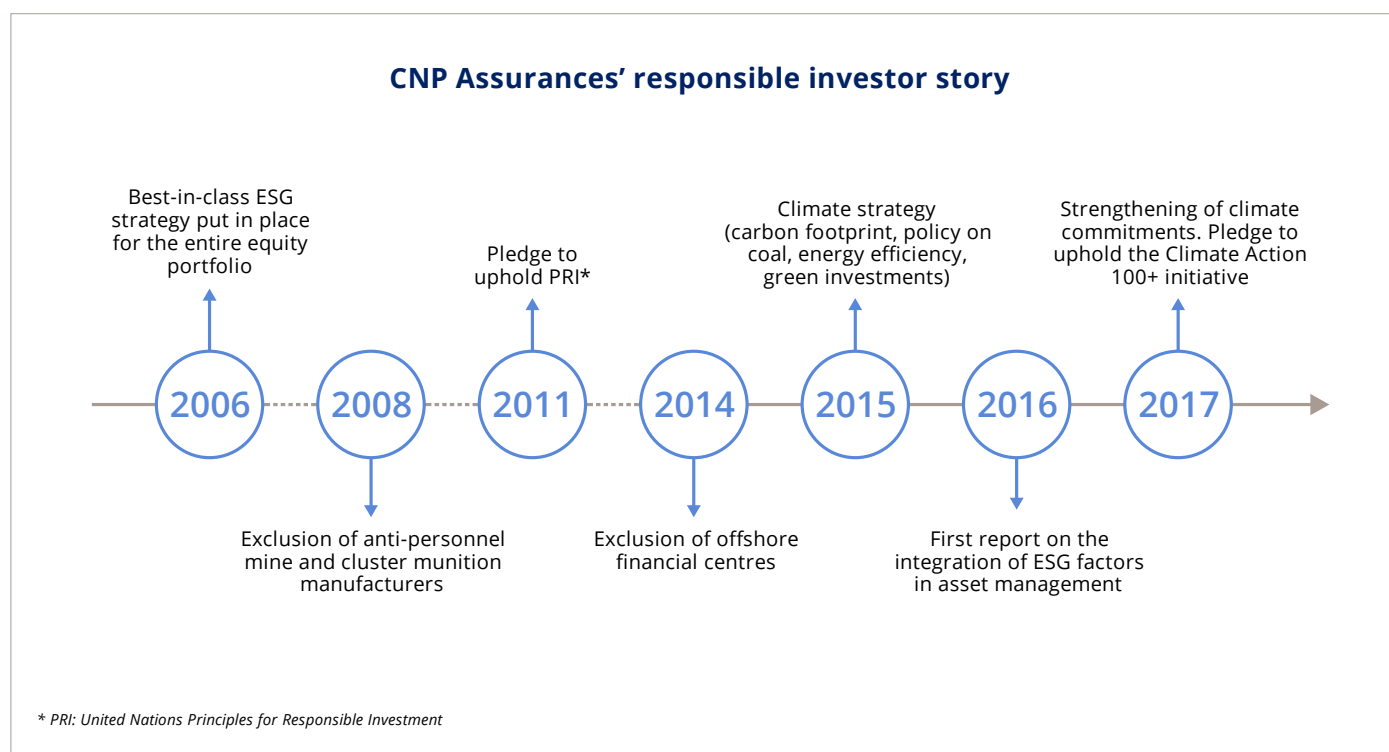 CNP Assurances’ responsible investor story
Best-in-class ESG
strategy put in place
for the entire equity
portfolio
Pledge to
uphold PRI*
Climate strategy
(carbon footprint, policy on
coal, energy efficiency,
green investments)
Strengthening of climate
commitments. Pledge to
uphold the Climate Action
100+ initiative
2006
2008
2011
2014
2015
2016
2017
Exclusion of anti-personnel
mine and cluster munition
manufacturers
Exclusion of offshore
financial centres
First report on the
integration of ESG factors
in asset management
* PRI: United Nations Principles for Responsible Investment